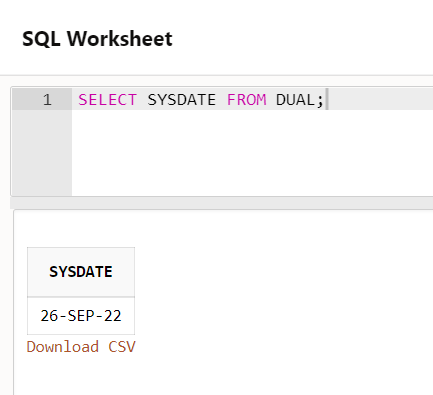 SQL Worksheet
1 SELECT SYSDATE FROM DUAL;
SYSDATE
26-SEP-22
Download CSV